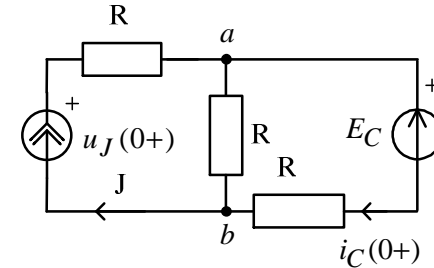 R
a
+
+
u_J(0+)
R
E_C
R
J
b
i_C(0+)